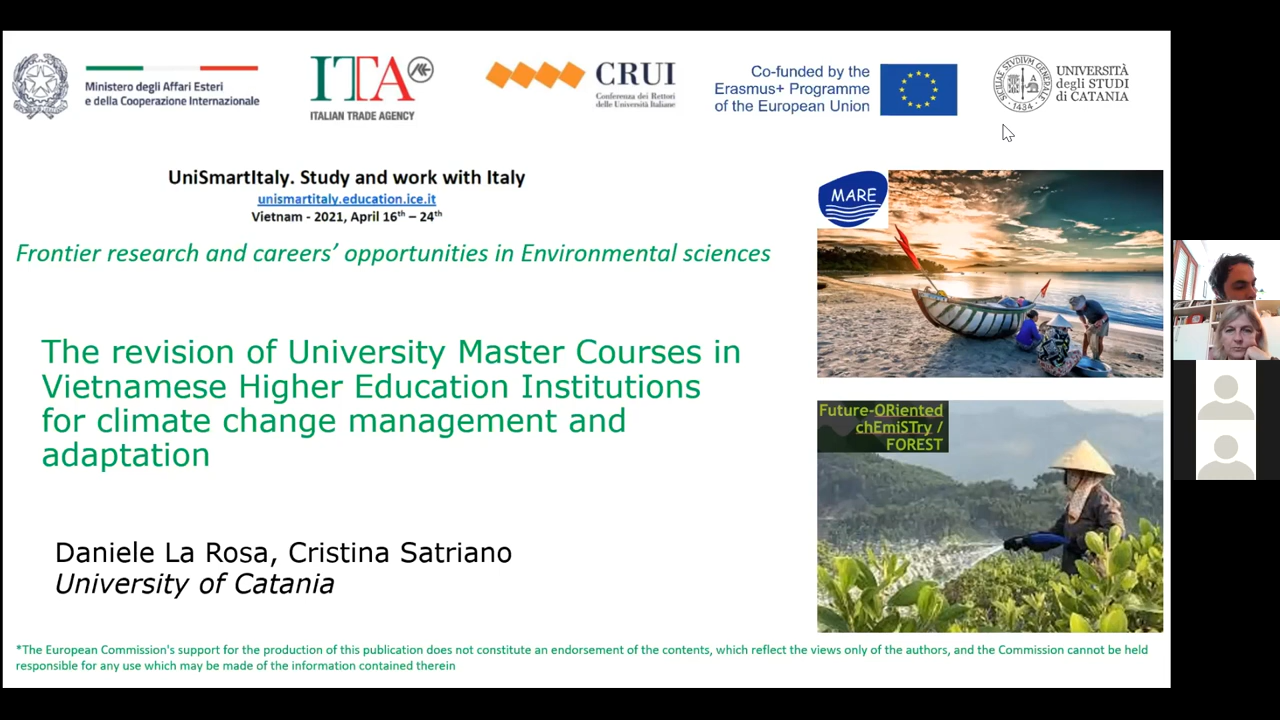 Ministero degli Affari Esteri
e della Cooperazione Internazionale
ITA
ITALIAN TRADE AGENCY
CRUI
Conferenza dei Rettori
delle Università Italiane
Co-funded by the
Erasmus+ Programme
of the European Union
SICILIAE STVDIVM GENERALE
1434
UNIVERSITÀ
degli STUDI
di CATANIA
UniSmartItaly. Study and work with Italy
unismartitaly.education.ice.it
Vietnam - 2021, April 16th – 24th
Frontier research and careers’ opportunities in Environmental sciences
MARE
The revision of University Master Courses in
Vietnamese Higher Education Institutions
for climate change management and
adaptation
Future-ORiented
chEmiSTry /
FOREST
Daniele La Rosa, Cristina Satriano
University of Catania
*The European Commission's support for the production of this publication does not constitute an endorsement of the contents, which reflect the views only of the authors, and the Commission cannot be held
responsible for any use which may be made of the information contained therein